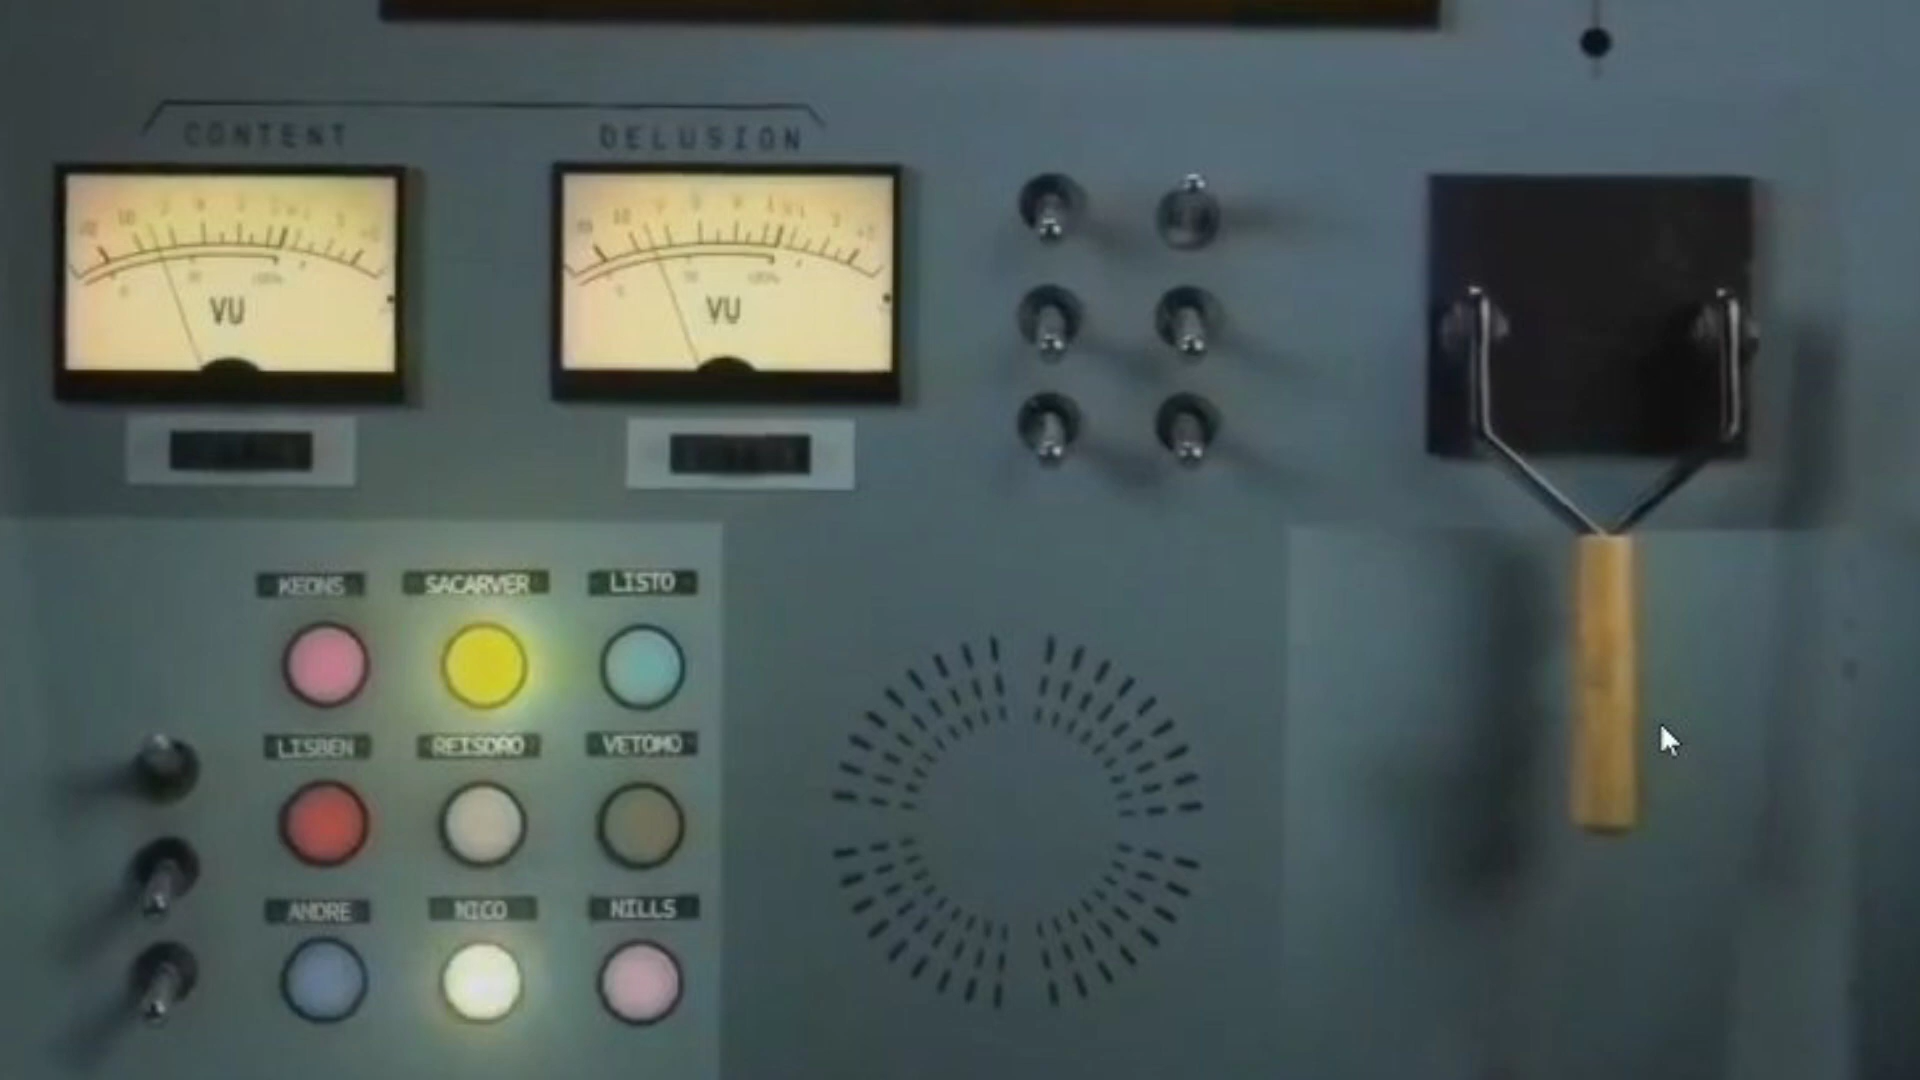 CONTENT DELUSION
VU VU
KEONS SACARVER LISTO
LISBEN REISDRO VETOMO
ANDRE NICO NILLS